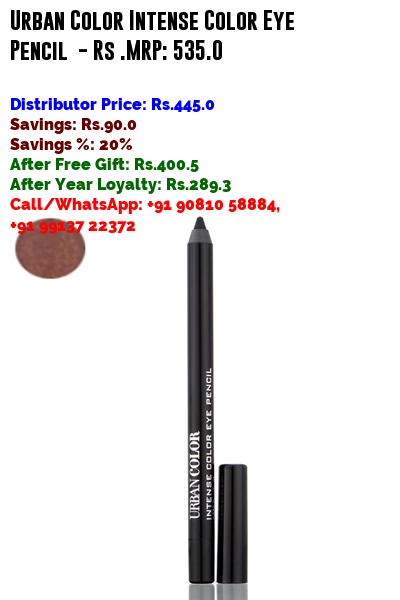 Urban Color Intense Color Eye
Pencil - Rs .MRP: 535.0
Distributor Price: Rs.445.0
Savings: Rs.90.0
Savings %: 20%
After Free Gift: Rs.400.5
After Year Loyalty: Rs.289.3
Call/WhatsApp: +91 90810 58884,
+91 99137 22372
URBAN COLOR
INTENSE COLOR EYE PENCIL